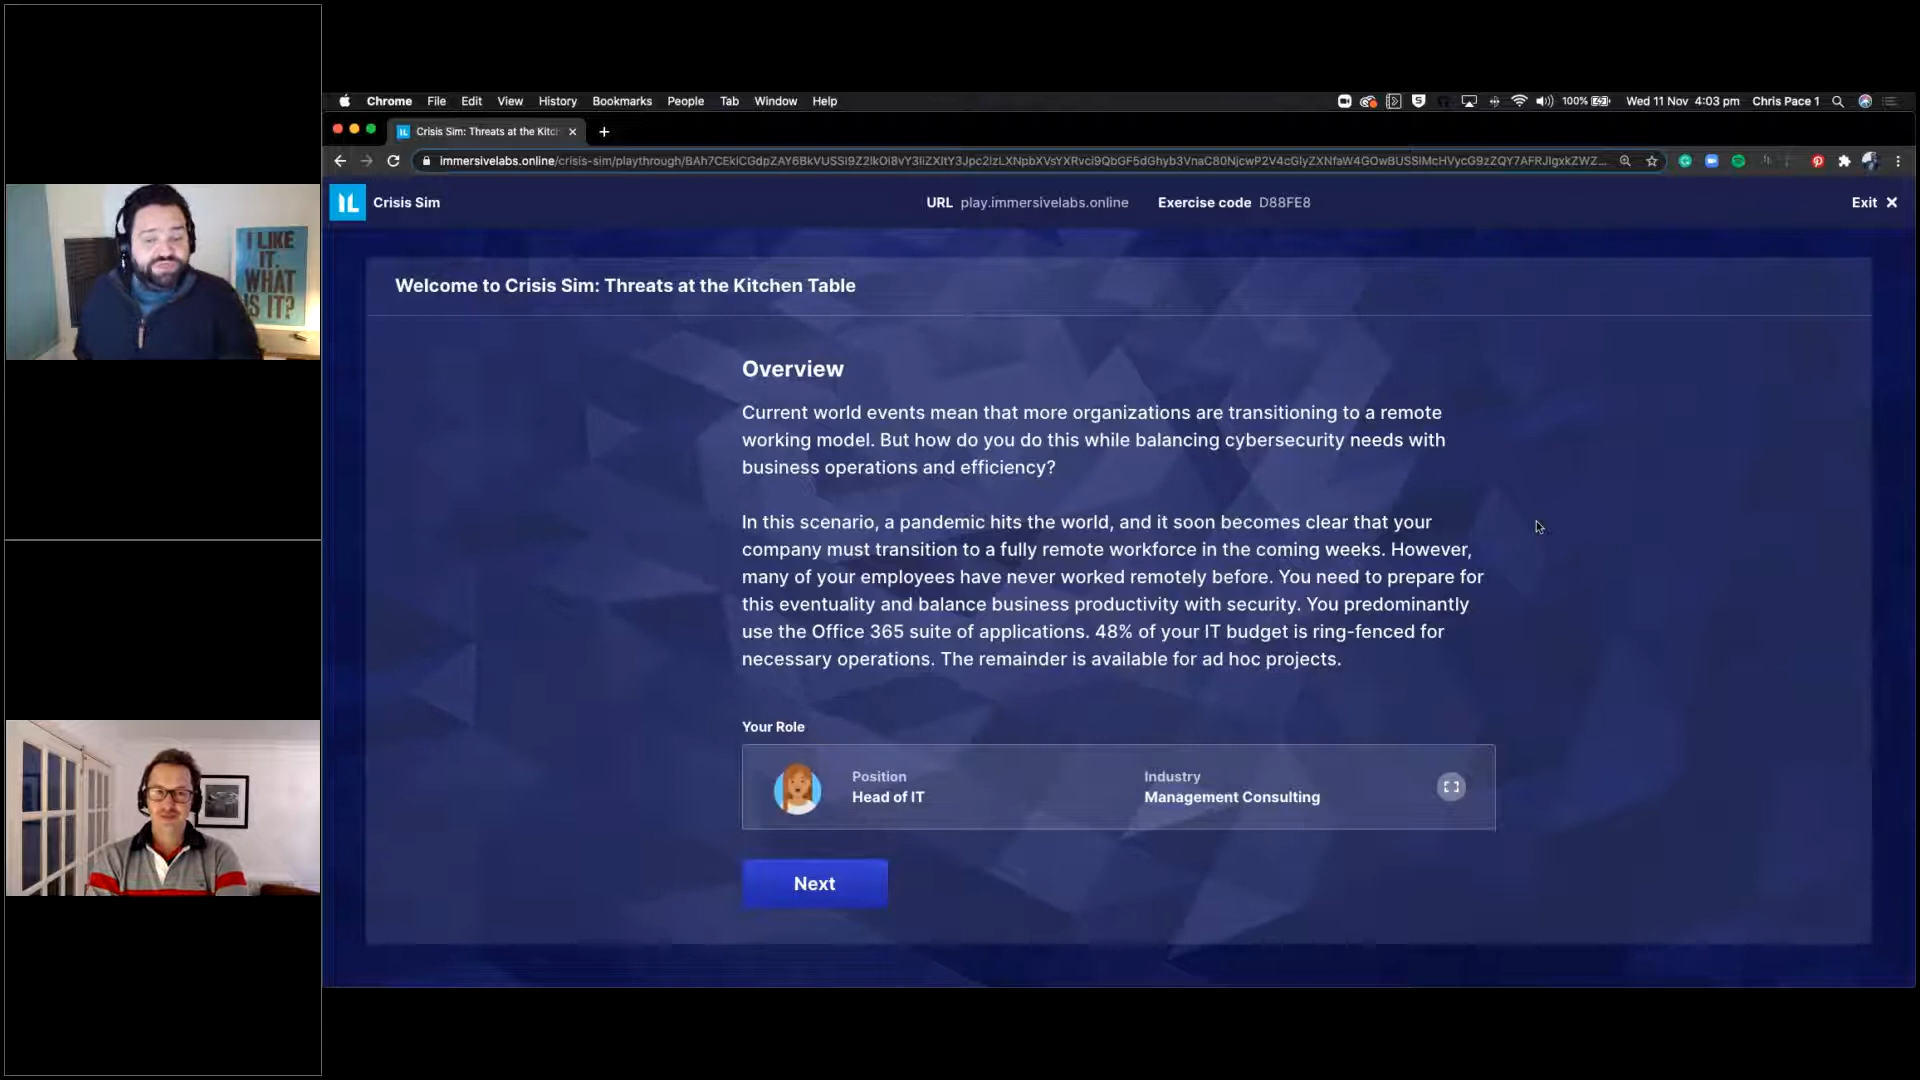 I LIKE
IT.
WHAT
IS IT?
Chrome File Edit View History Bookmarks People Tab Window Help
100% Wed 11 Nov 4:03 pm Chris Pace 1
Crisis Sim: Threats at the Kitch
immersivelabs.online/crisis-sim/playthrough/
IL Crisis Sim
URL play.immersivelabs.online Exercise code D88FE8
Exit
Welcome to Crisis Sim: Threats at the Kitchen Table
Overview
Current world events mean that more organizations are transitioning to a remote
working model. But how do you do this while balancing cybersecurity needs with
business operations and efficiency?
In this scenario, a pandemic hits the world, and it soon becomes clear that your
company must transition to a fully remote workforce in the coming weeks. However,
many of your employees have never worked remotely before. You need to prepare for
this eventuality and balance business productivity with security. You predominantly
use the Office 365 suite of applications. 48% of your IT budget is ring-fenced for
necessary operations. The remainder is available for ad hoc projects.
Your Role
Position
Head of IT
Industry
Management Consulting
Next